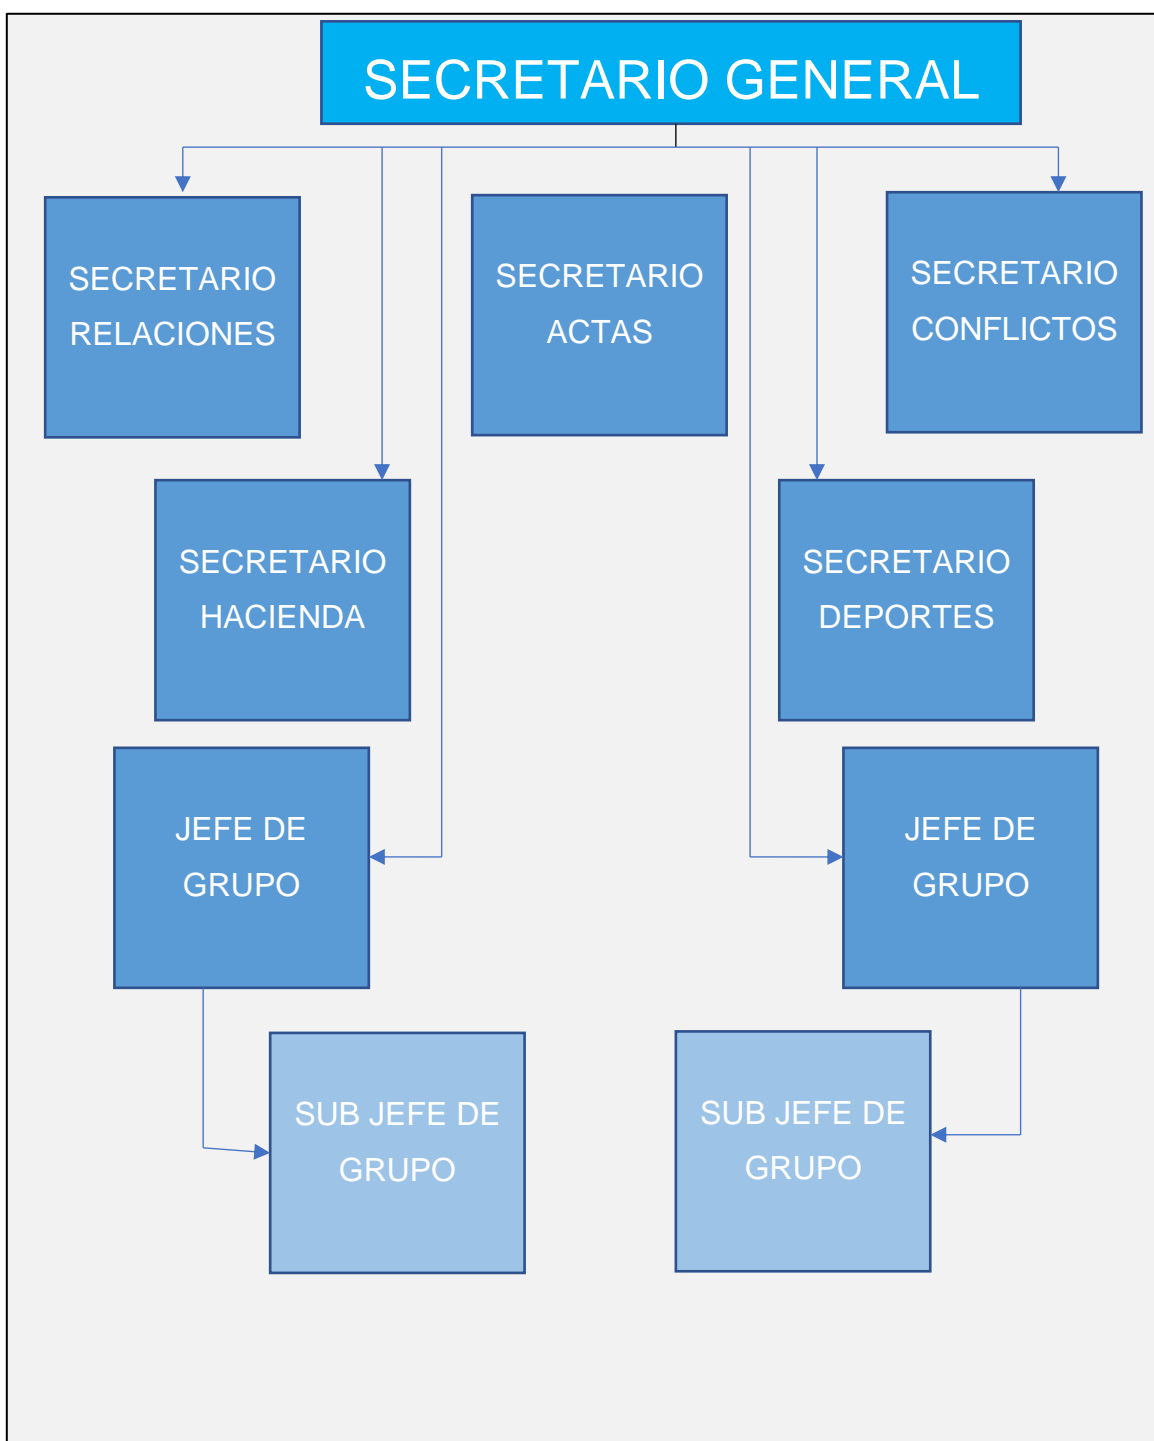 SECRETARIO GENERAL
SECRETARIO
RELACIONES
SECRETARIO
ACTAS
SECRETARIO
CONFLICTOS
SECRETARIO
HACIENDA
SECRETARIO
DEPORTES
JEFE DE
GRUPO
JEFE DE
GRUPO
SUB JEFE DE
GRUPO
SUB JEFE DE
GRUPO